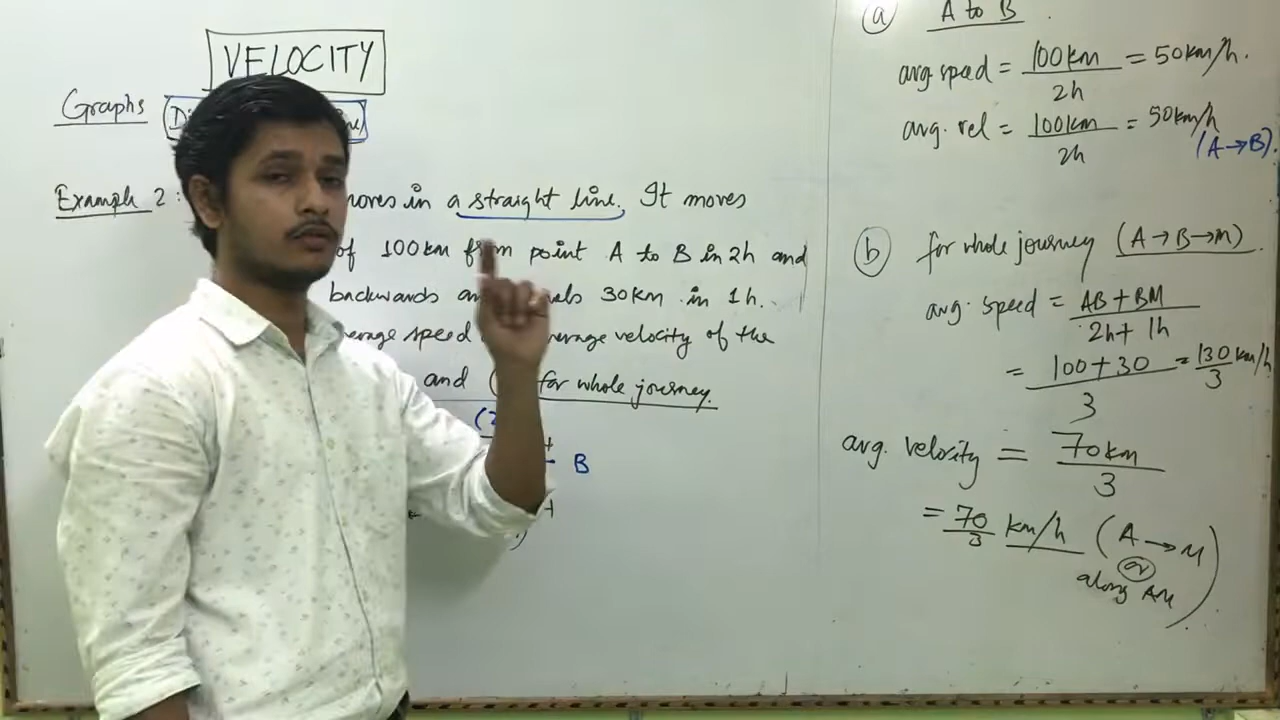 VELOCITY
Graphs
Example 2:
moves in a straight line. It moves
of 100km from point A to B in 2h and
backwards 30km in 1h.
speed average velocity of the
and for whole journey.
B
(a) A to B.
avg speed = 100km / 2h = 50km/h.
avg. vel = 100km / 2h = 50km/h
(A→B).
(b) for whole journey (A→B→M).
avg. speed = AB + BM / 2h + 1h
= 100+30 / 3 = 130/3 km/h
avg. velocity = 70km / 3
= 70/3 km/h (A→M
or
along AM)